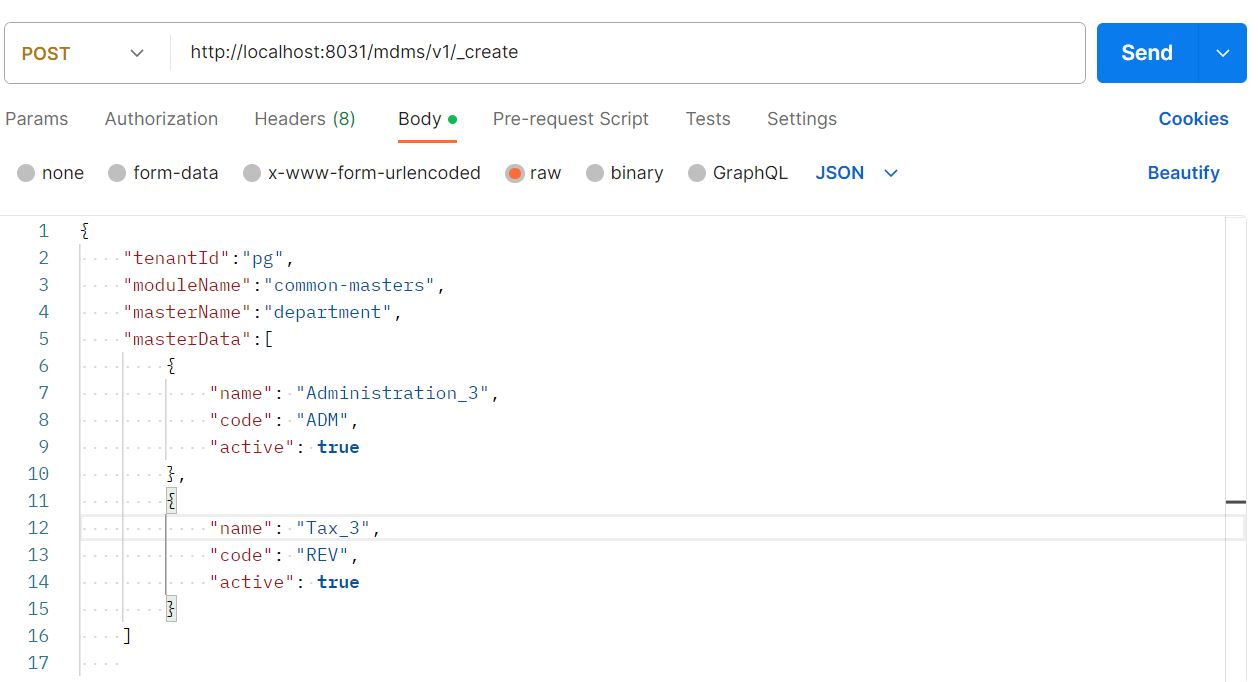 POST http://localhost:8031/mdms/v1/_create Send
Params Authorization Headers (8) Body Pre-request Script Tests Settings Cookies
none form-data x-www-form-urlencoded raw binary GraphQL JSON Beautify
1 {
2 "tenantId":"pg",
3 "moduleName":"common-masters",
4 "masterName":"department",
5 "masterData":[
6 {
7 "name": "Administration_3",
8 "code": "ADM",
9 "active": true
10 },
11 {
12 "name": "Tax_3",
13 "code": "REV",
14 "active": true
15 }
16 ]
17